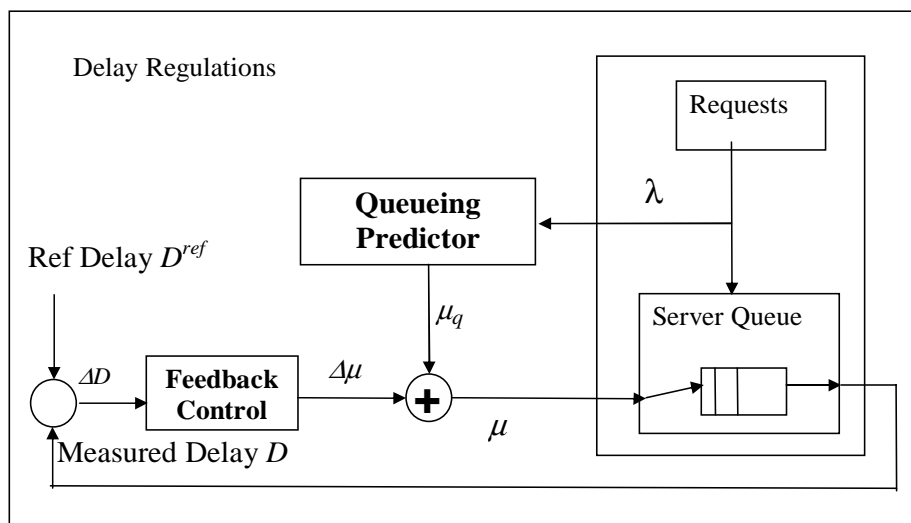 Delay Regulations
Requests
λ
Queueing
Predictor
Ref Delay D^ref
μ_q
Server Queue
ΔD
Feedback
Control
Δμ
+
μ
Measured Delay D